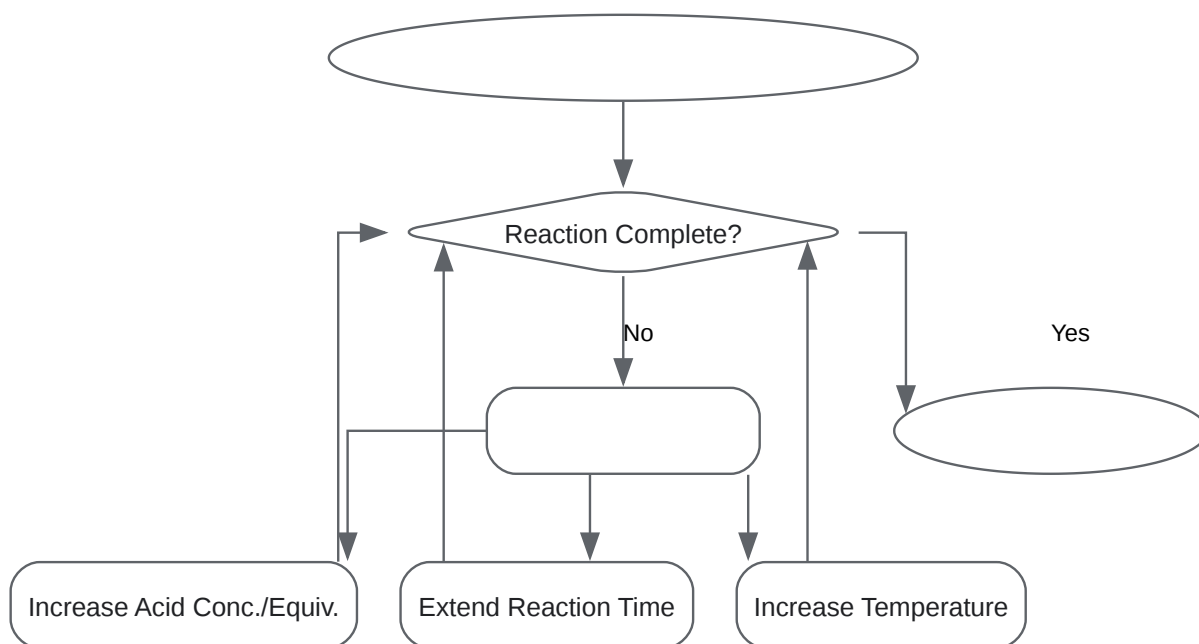 Reaction Complete?
No
Yes
Increase Acid Conc./Equiv.
Extend Reaction Time
Increase Temperature